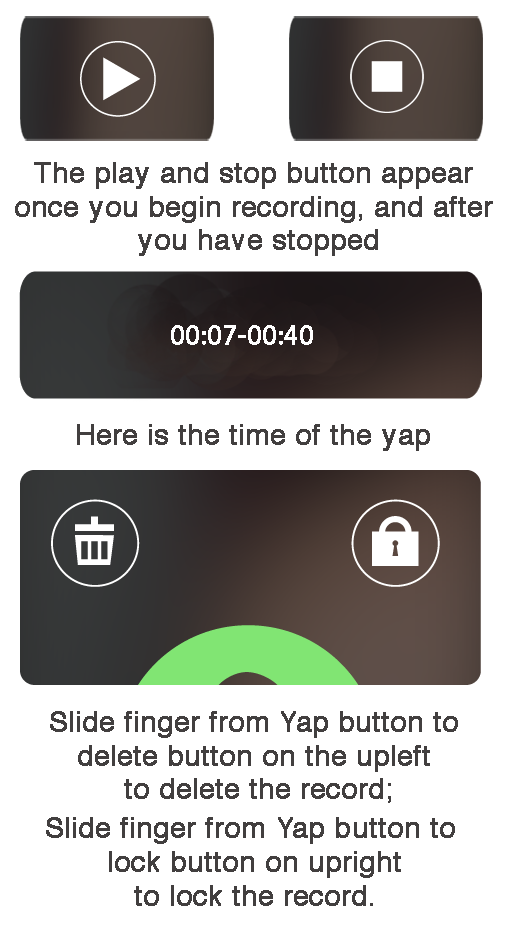 The play and stop button appear
once you begin recording, and after
you have stopped
00:07-00:40
Here is the time of the yap
Slide finger from Yap button to
delete button on the upleft
to delete the record;
Slide finger from Yap button to
lock button on upright
to lock the record.